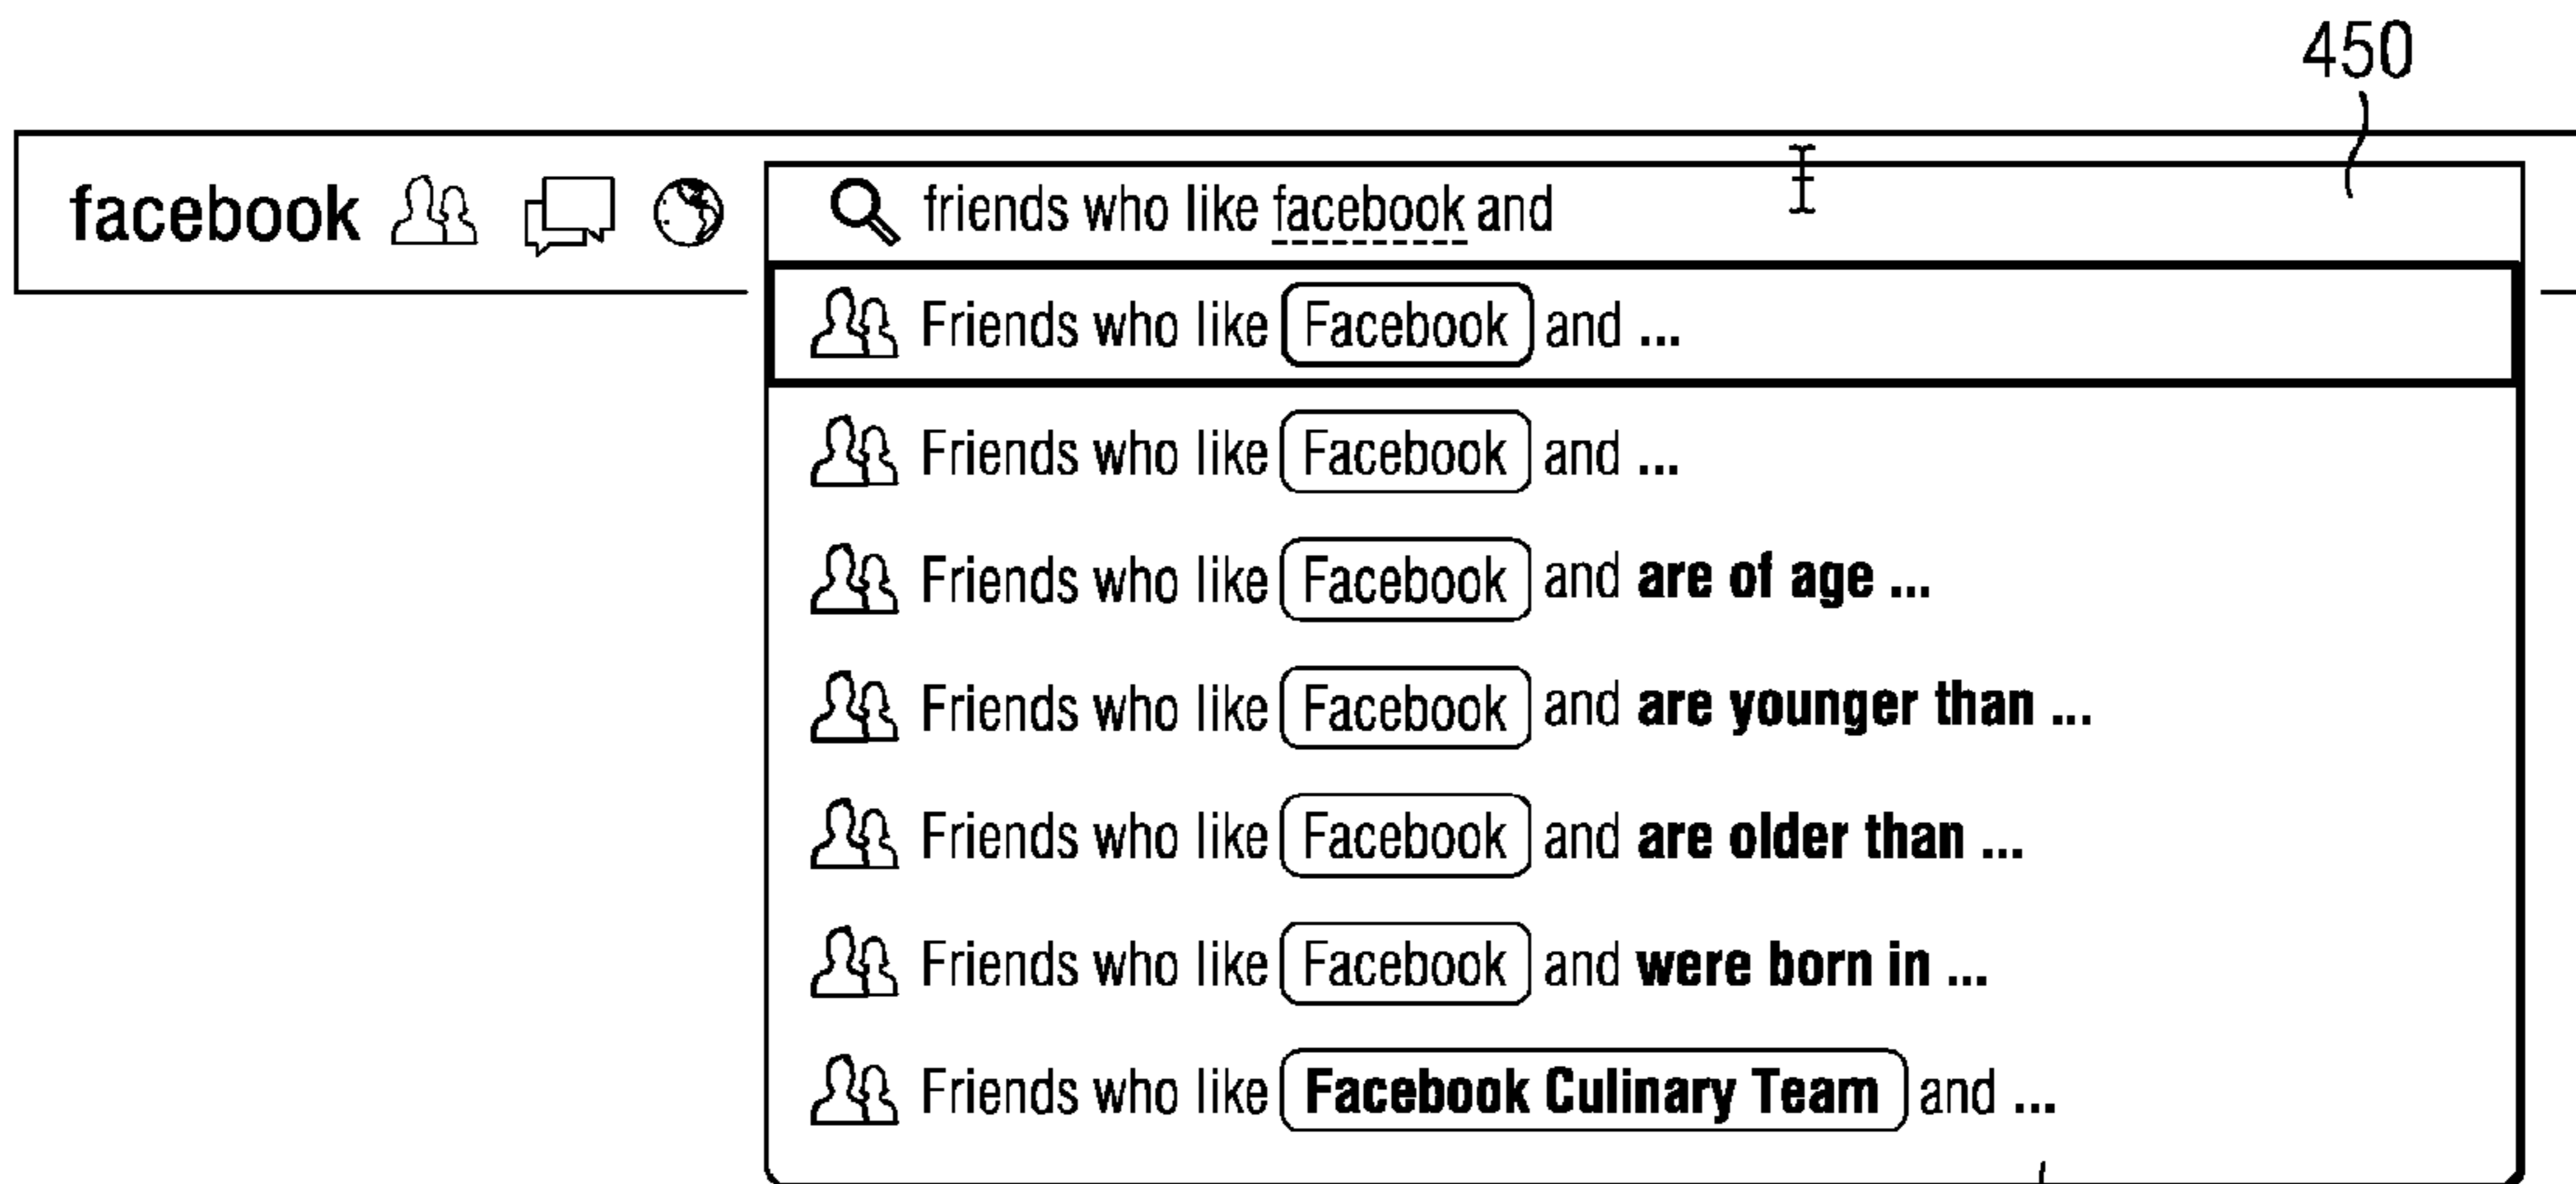 450
facebook friends who like facebook and
Friends who like Facebook and ...
Friends who like Facebook and ...
Friends who like Facebook and are of age ...
Friends who like Facebook and are younger than ...
Friends who like Facebook and are older than ...
Friends who like Facebook and were born in ...
Friends who like Facebook Culinary Team and ...